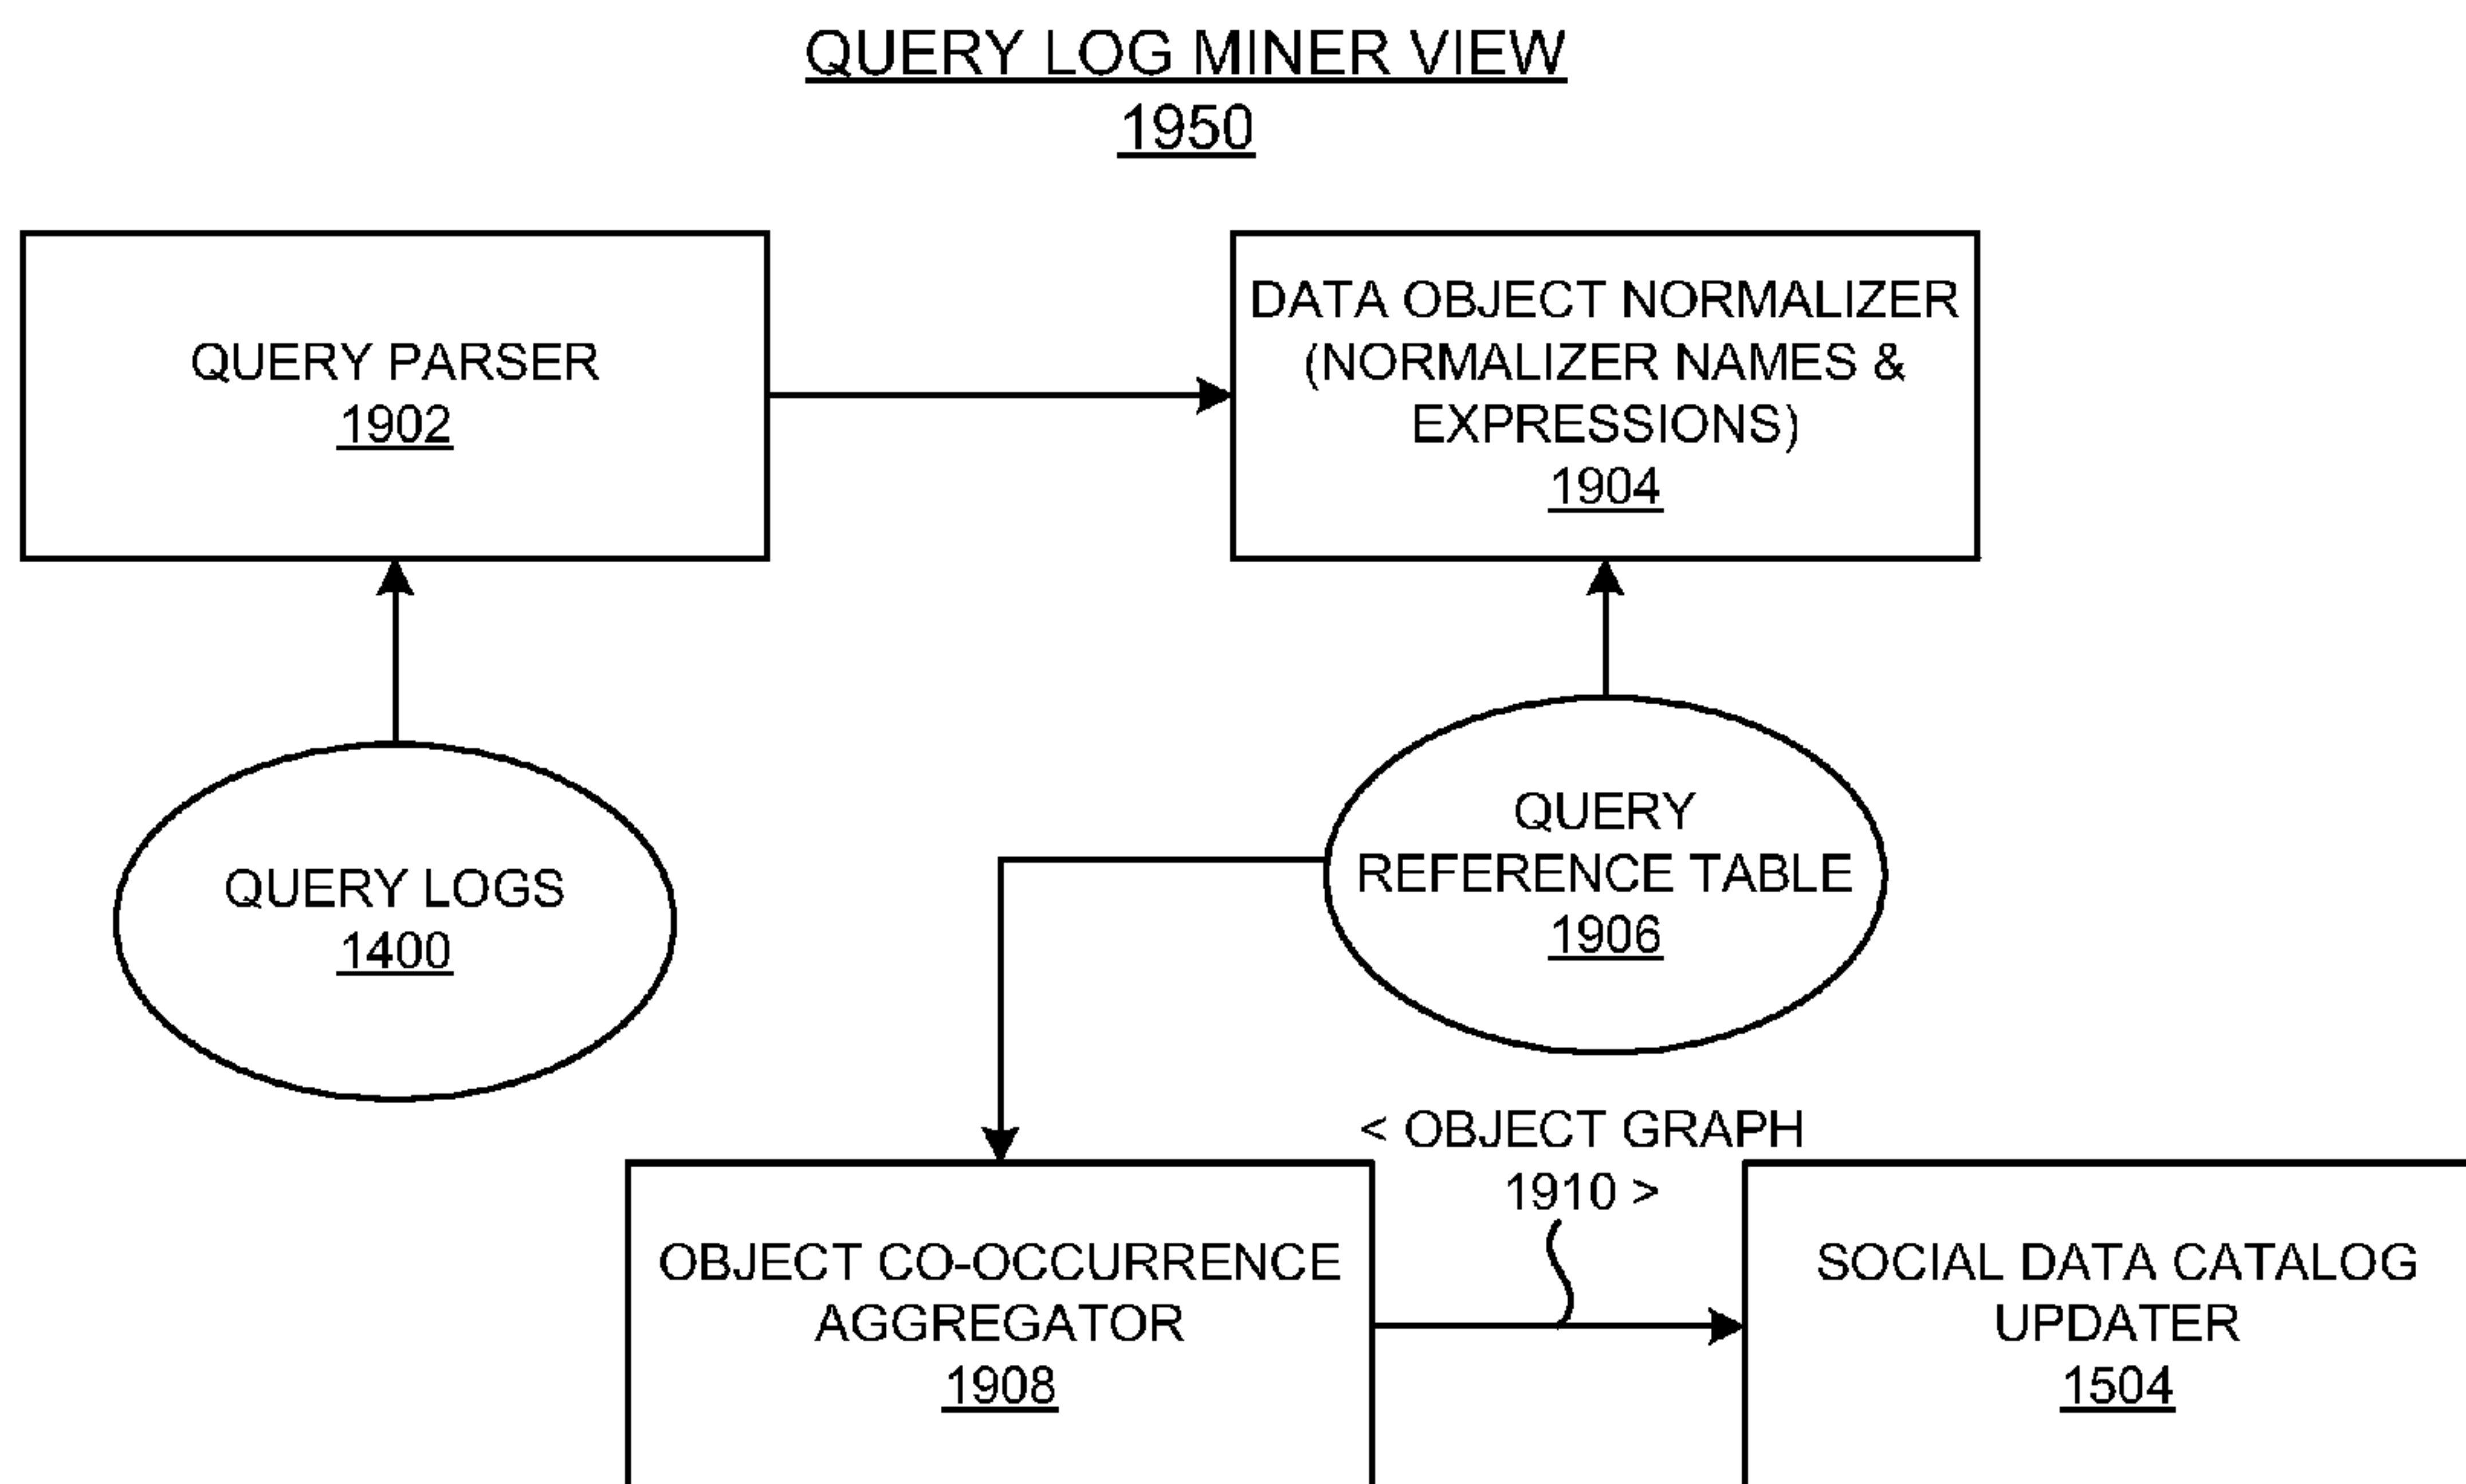 QUERY LOG MINER VIEW
1950
QUERY PARSER
1902
DATA OBJECT NORMALIZER
(NORMALIZER NAMES &
EXPRESSIONS)
1904
QUERY LOGS
1400
QUERY
REFERENCE TABLE
1906
< OBJECT GRAPH
1910 >
OBJECT CO-OCCURRENCE
AGGREGATOR
1908
SOCIAL DATA CATALOG
UPDATER
1504